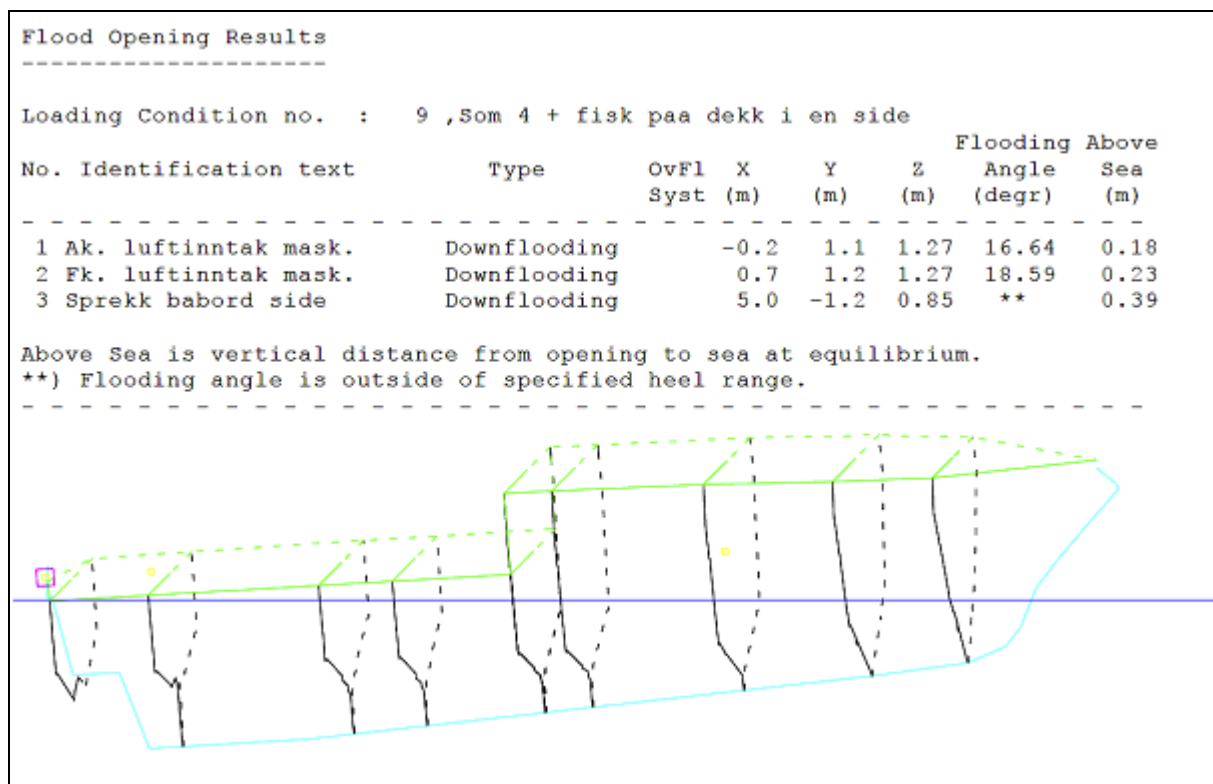 Flood Opening Results
---------------------
Loading Condition no.  :   9 ,Som 4 + fisk paa dekk i en side
Flooding Above
No. Identification text Type OvFl X Y Z Angle Sea
Syst (m) (m) (m) (degr) (m)
- - - - - - - - - - - - - - - - - - - - - - - - - - - - - - - - - - - - - - -
1 Ak. luftinntak mask. Downflooding -0.2 1.1 1.27 16.64 0.18
2 Fk. luftinntak mask. Downflooding 0.7 1.2 1.27 18.59 0.23
3 Sprekk babord side Downflooding 5.0 -1.2 0.85 ** 0.39
Above Sea is vertical distance from opening to sea at equilibrium.
**) Flooding angle is outside of specified heel range.
- - - - - - - - - - - - - - - - - - - - - - - - - - - - - - - - - - - - - - -